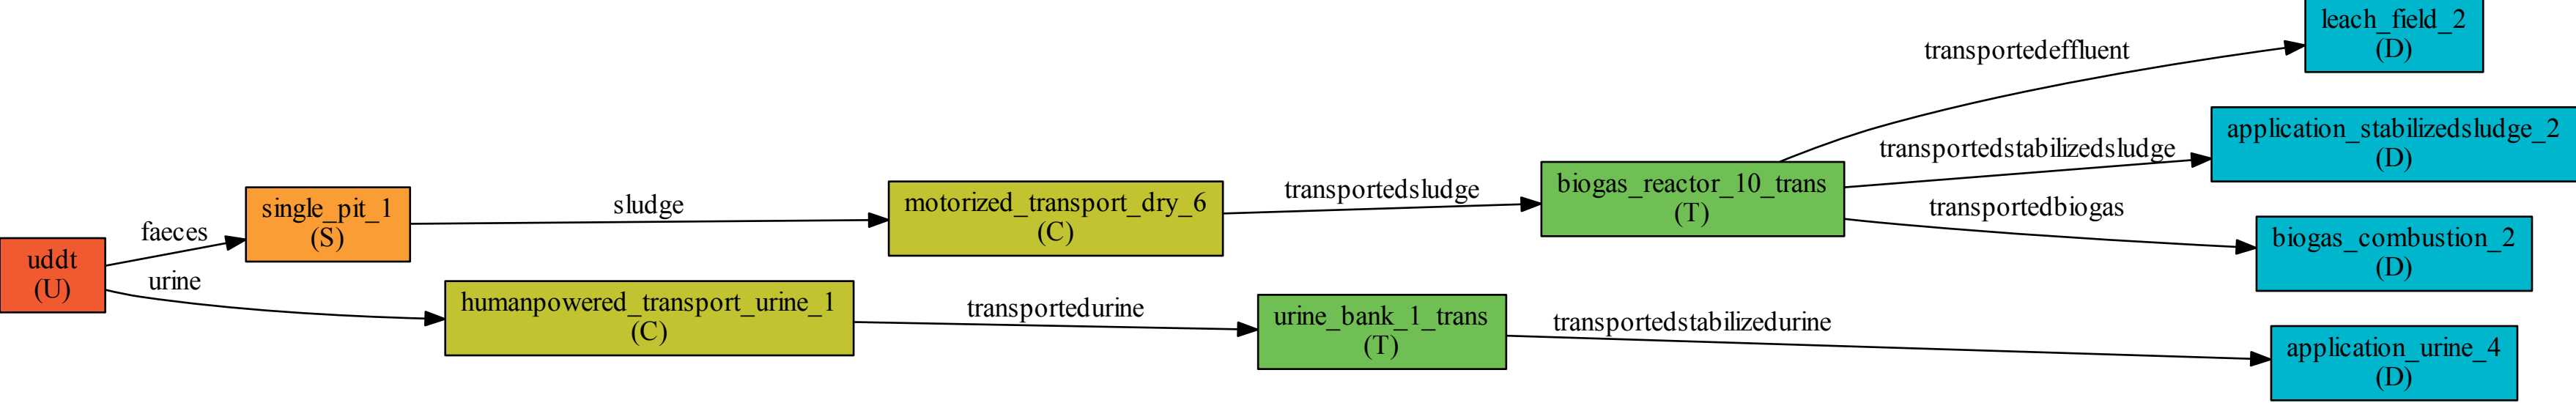 leach_field_2
(D)
transportedeffluent
application_stabilizedsludge_2
(D)
transportedstabilizedsludge
biogas_reactor_10_trans
(T)
transportedbiogas
biogas_combustion_2
(D)
transportedsludge
motorized_transport_dry_6
(C)
sludge
single_pit_1
(S)
faeces
uddt
(U)
urine
humanpowered_transport_urine_1
(C)
transportedurine
urine_bank_1_trans
(T)
transportedstabilizedurine
application_urine_4
(D)